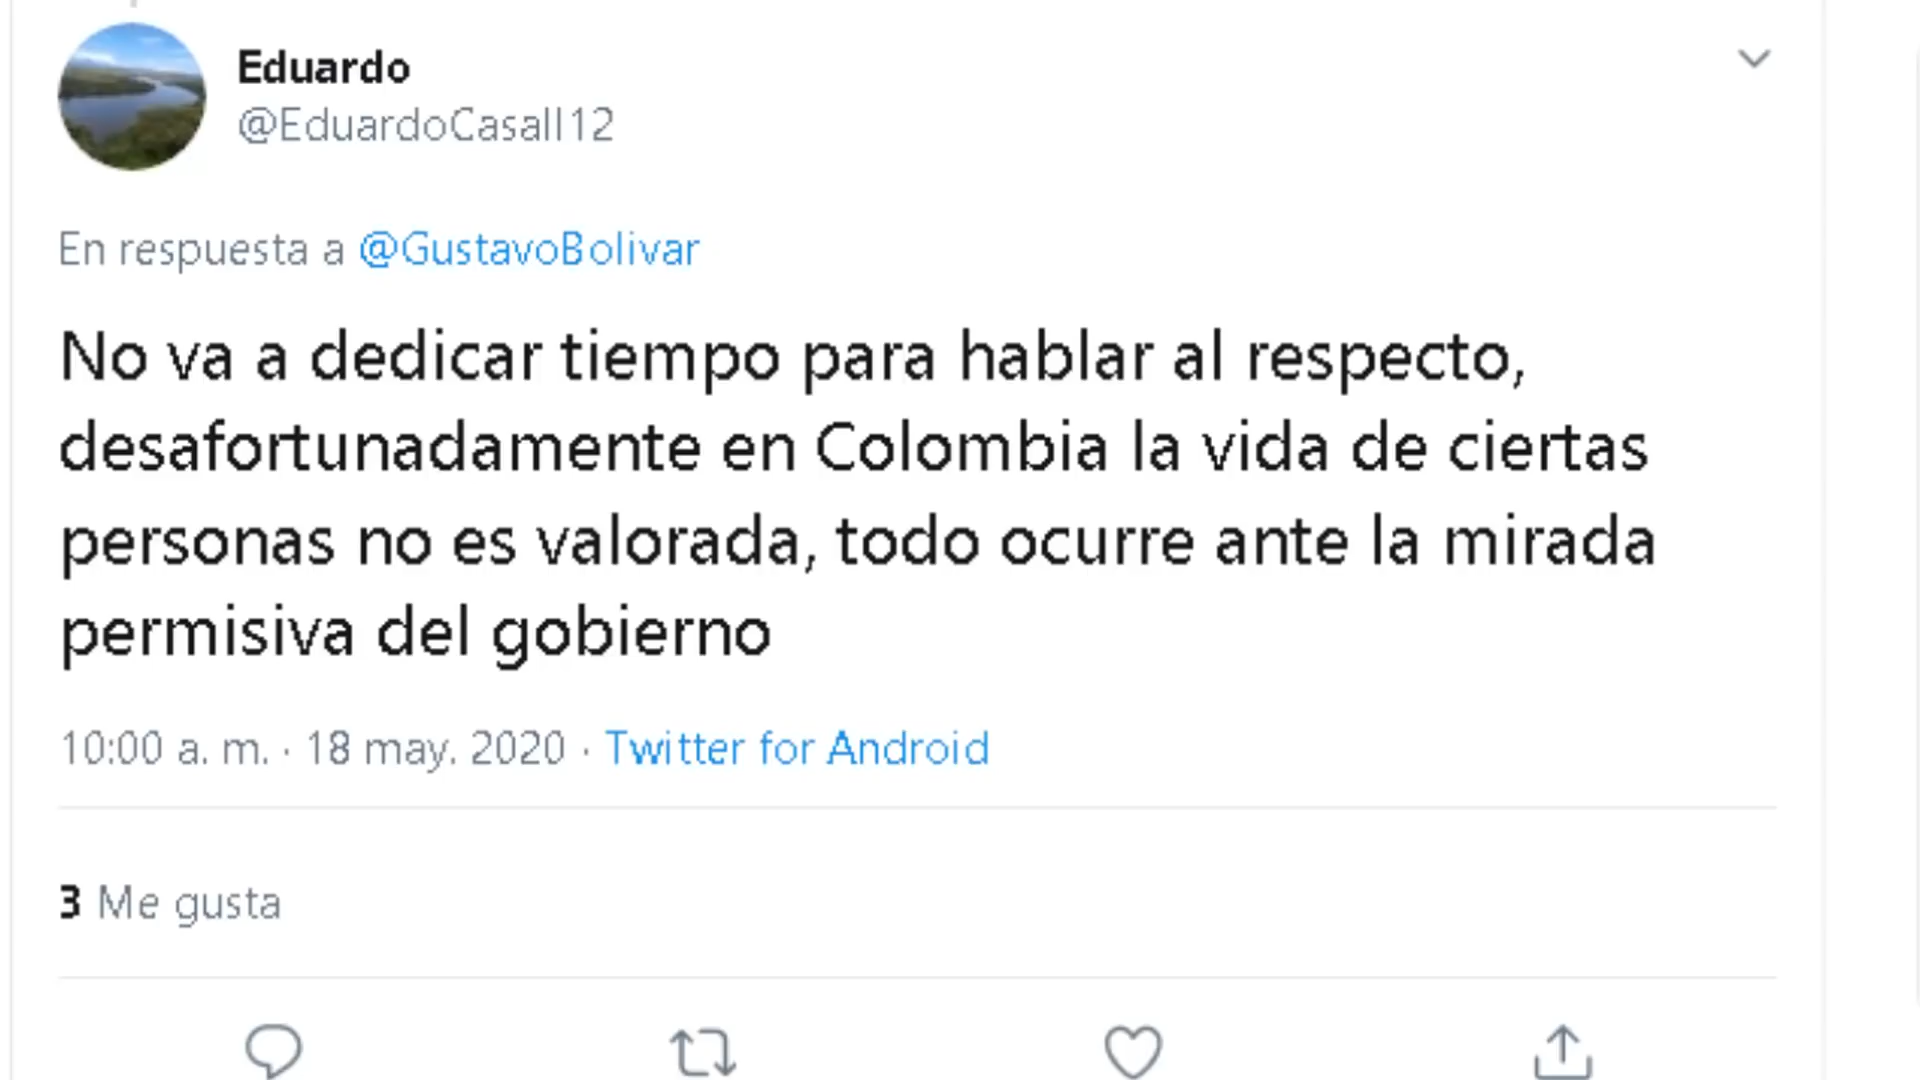 Eduardo
@EduardoCasall12
En respuesta a @GustavoBolivar
No va a dedicar tiempo para hablar al respecto,
desafortunadamente en Colombia la vida de ciertas
personas no es valorada, todo ocurre ante la mirada
permisiva del gobierno
10:00 a. m. · 18 may. 2020 · Twitter for Android
3 Me gusta